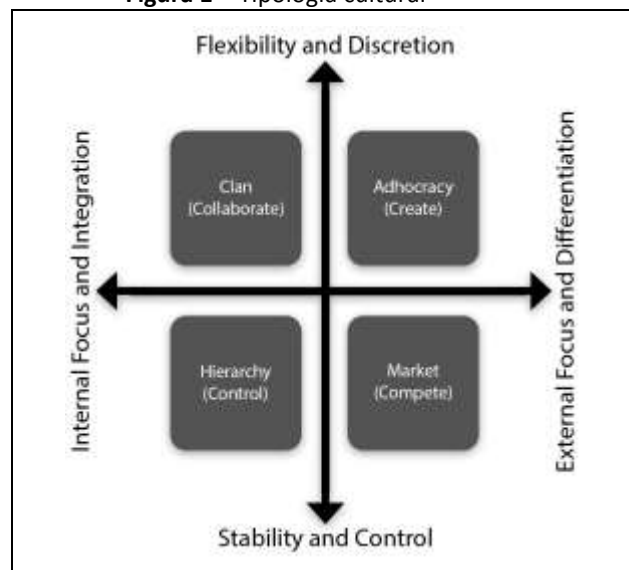 Figura 1 – Tipologia cultural
Flexibility and Discretion
Internal Focus and Integration
Clan
(Collaborate)
Adhocracy
(Create)
External Focus and Differentiation
Hierarchy
(Control)
Market
(Compete)
Stability and Control